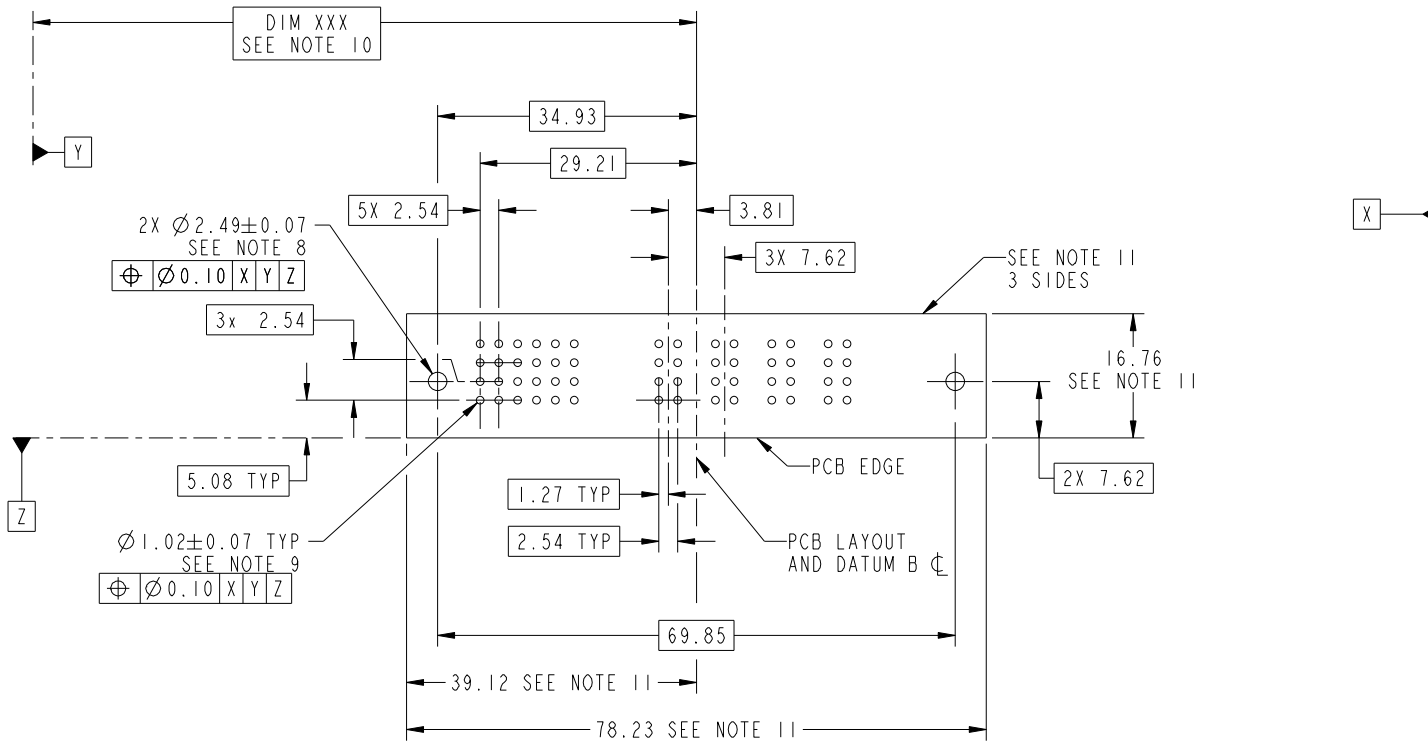 DIM XXX
SEE NOTE 10
34.93
Y
29.21
5X 2.54
3.81
X
2X Ø2.49±0.07
SEE NOTE 8
⌖ Ø0.10 X Y Z
3X 7.62
SEE NOTE 11
3 SIDES
3x 2.54
16.76
SEE NOTE 11
PCB EDGE
5.08 TYP
2X 7.62
1.27 TYP
Z
Ø1.02±0.07 TYP
SEE NOTE 9
⌖ Ø0.10 X Y Z
2.54 TYP
PCB LAYOUT
AND DATUM B ℄
69.85
39.12 SEE NOTE 11
78.23 SEE NOTE 11